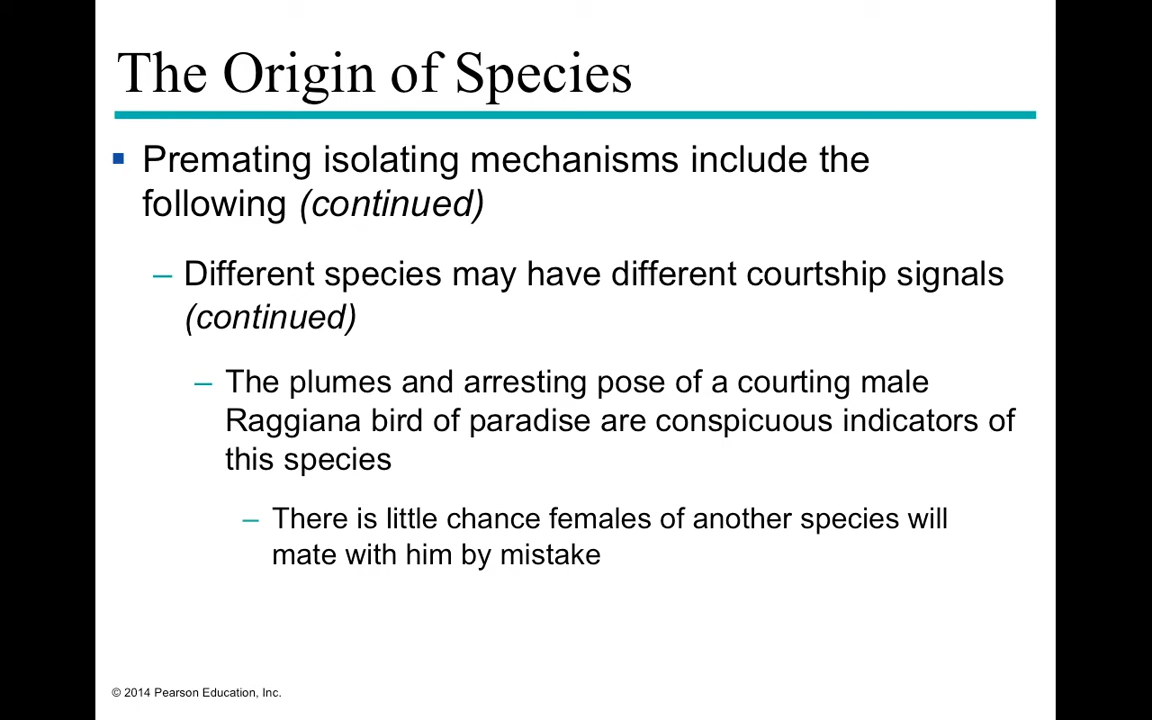 The Origin of Species
▪ Premating isolating mechanisms include the
following (continued)
– Different species may have different courtship signals
(continued)
– The plumes and arresting pose of a courting male
Raggiana bird of paradise are conspicuous indicators of
this species
– There is little chance females of another species will
mate with him by mistake
© 2014 Pearson Education, Inc.